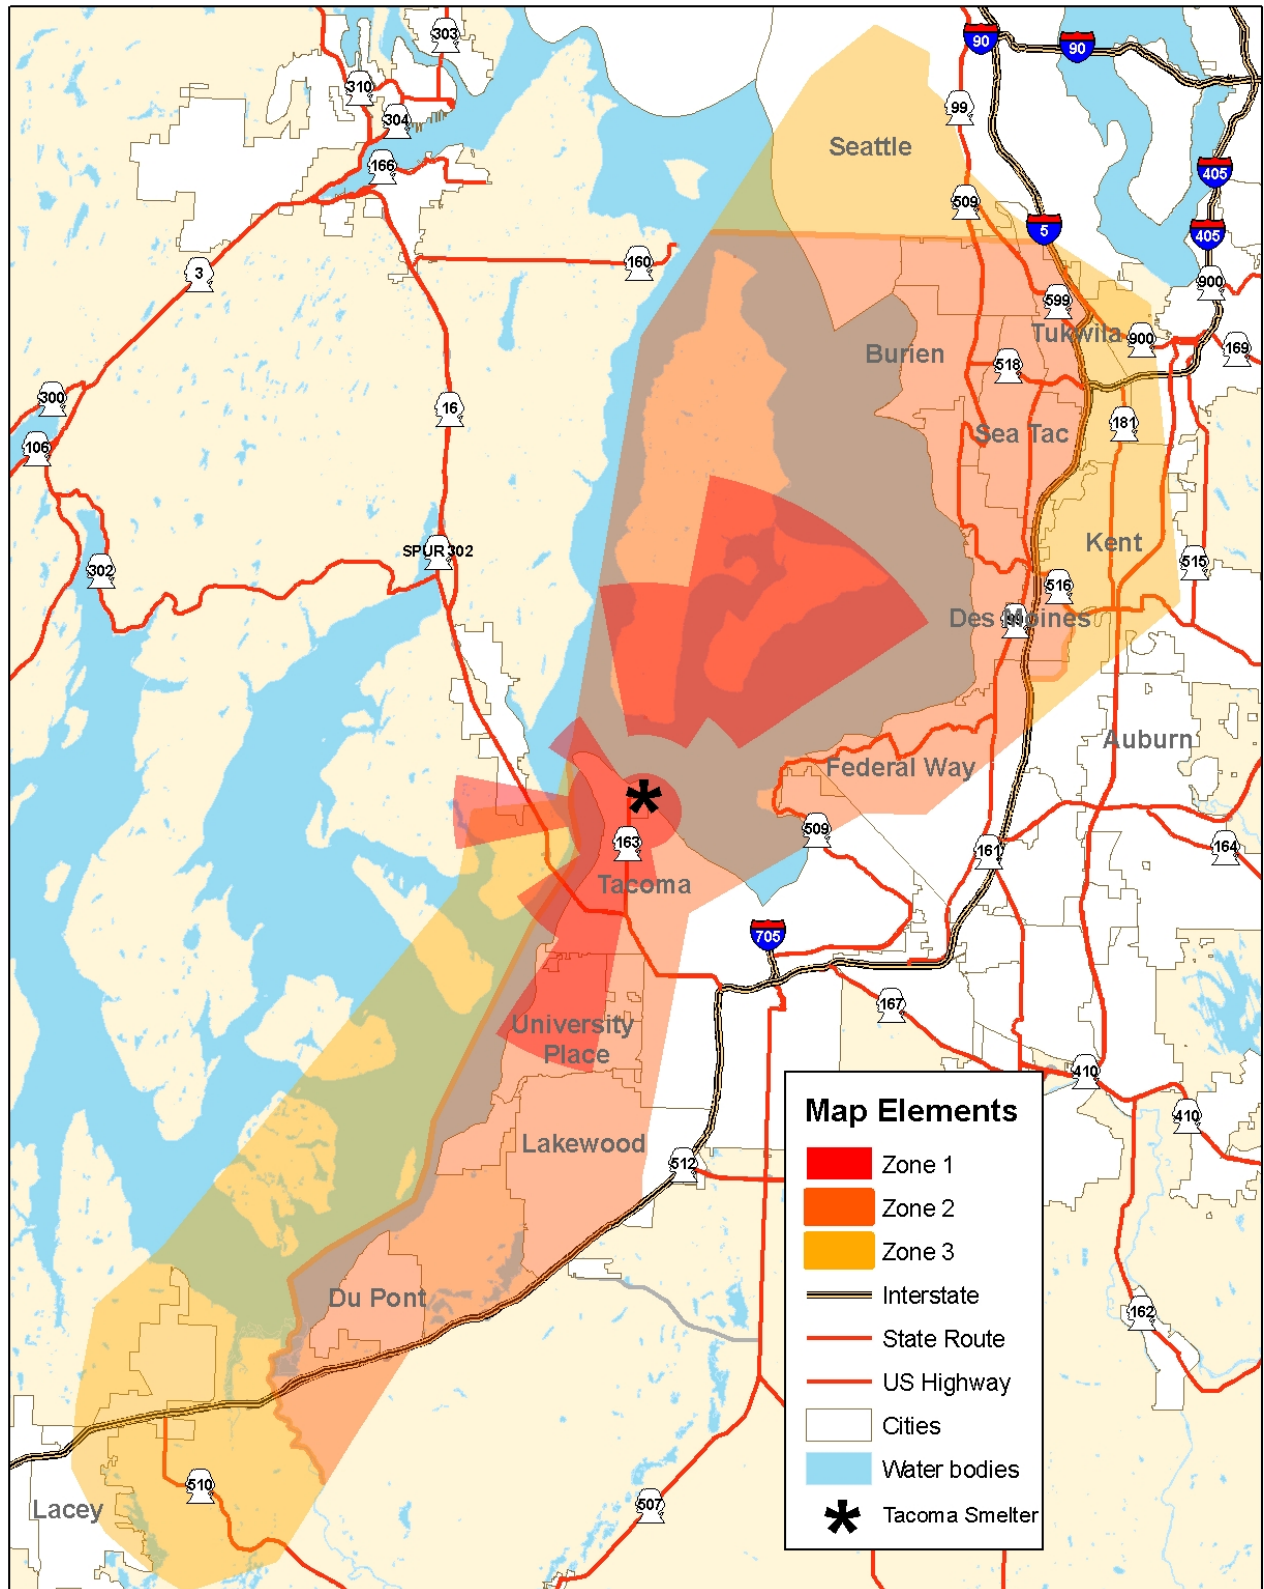 303
90
90
310
99
304
Seattle
166
405
509
5
405
160
3
900
599
Tukwila
900
Burien
169
518
300
16
181
Sea Tac
106
Kent
SPUR 302
302
515
516
Des Moines
99
Auburn
Federal Way
509
163
161
164
Tacoma
705
167
University
Place
410
Map Elements
410
Lakewood
512
Zone 1
Zone 2
Zone 3
Du Pont
Interstate
162
State Route
US Highway
Cities
Water bodies
510
Lacey
507
Tacoma Smelter